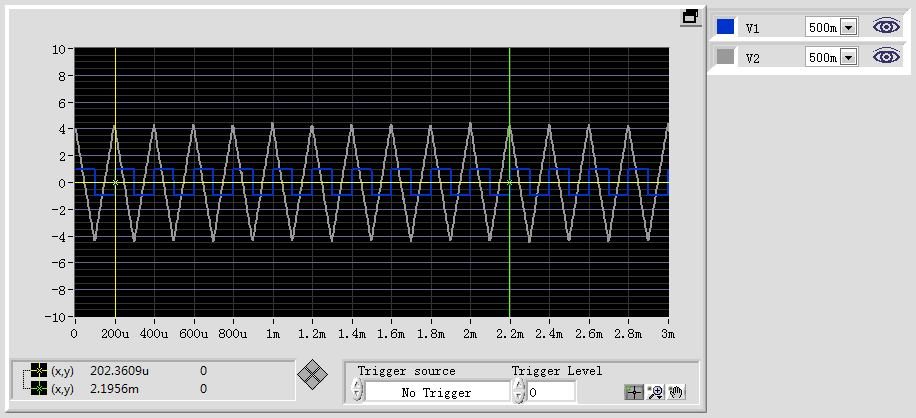 V1 500m
V2 500m
10
8
6
4
2
0
-2
-4
-6
-8
-10
0 200u 400u 600u 800u 1m 1.2m 1.4m 1.6m 1.8m 2m 2.2m 2.4m 2.6m 2.8m 3m
(x,y) 202.3609u 0
(x,y) 2.1956m 0
Trigger source Trigger Level
No Trigger 0